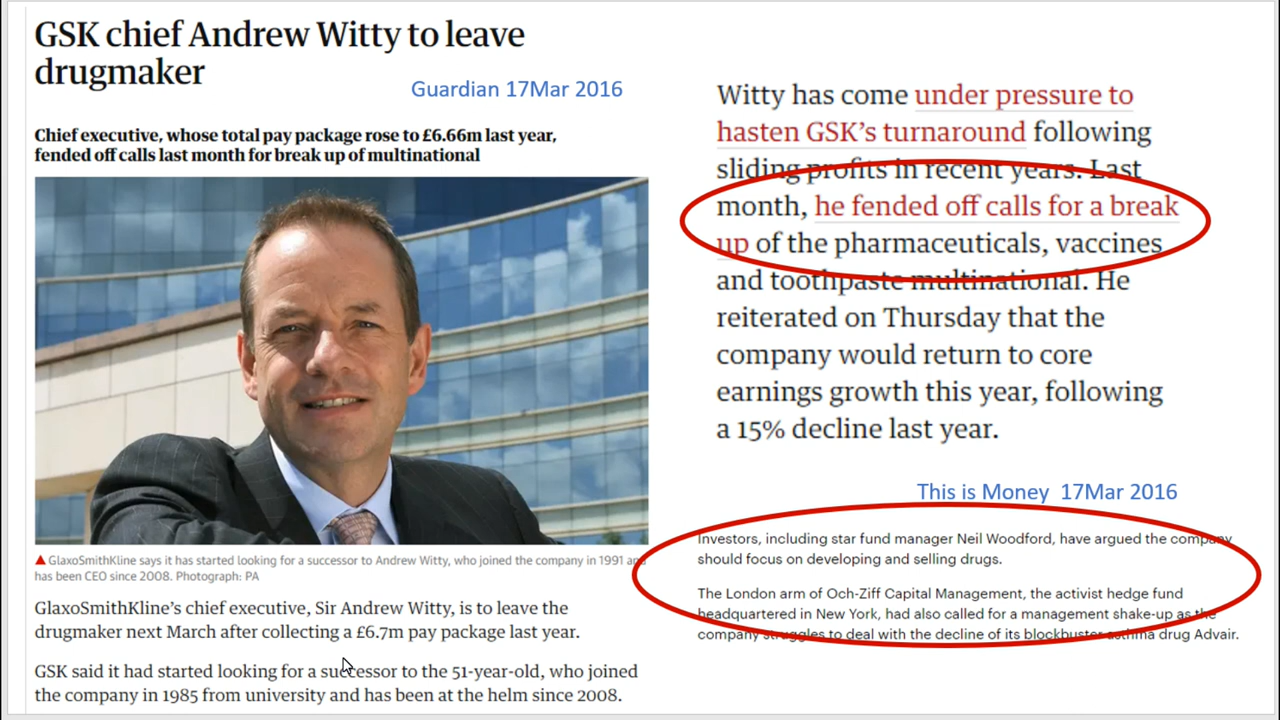 GSK chief Andrew Witty to leave
drugmaker
Guardian 17Mar 2016
Chief executive, whose total pay package rose to £6.66m last year,
fended off calls last month for break up of multinational
GlaxoSmithKline says it has started looking for a successor to Andrew Witty, who joined the company in 1991 and
has been CEO since 2008. Photograph: PA
GlaxoSmithKline’s chief executive, Sir Andrew Witty, is to leave the
drugmaker next March after collecting a £6.7m pay package last year.
GSK said it had started looking for a successor to the 51-year-old, who joined
the company in 1985 from university and has been at the helm since 2008.
Witty has come under pressure to
hasten GSK’s turnaround following
sliding profits in recent years. Last
month, he fended off calls for a break
up of the pharmaceuticals, vaccines
and toothpaste multinational. He
reiterated on Thursday that the
company would return to core
earnings growth this year, following
a 15% decline last year.
This is Money 17Mar 2016
Investors, including star fund manager Neil Woodford, have argued the company
should focus on developing and selling drugs.
The London arm of Och-Ziff Capital Management, the activist hedge fund
headquartered in New York, had also called for a management shake-up as the
company struggles to deal with the decline of its blockbuster asthma drug Advair.